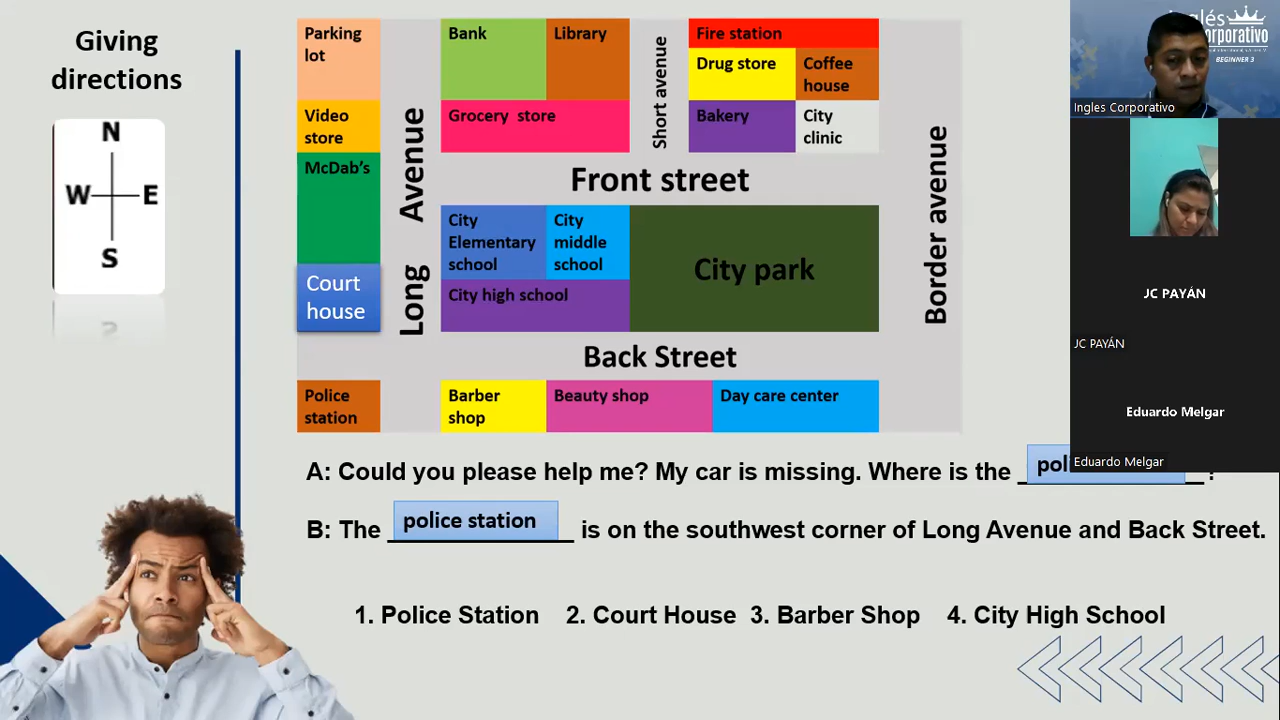 Giving
directions
N
W E
S
Parking
lot
Bank
Library
Fire station
Drug store
Coffee
house
Video
store
Grocery store
Bakery
City
clinic
Short avenue
McDab's
Long Avenue
Front street
Border avenue
City
Elementary
school
City
middle
school
City park
City high school
Court
house
Back Street
Police
station
Barber
shop
Beauty shop
Day care center
A: Could you please help me? My car is missing. Where is the ?
B: The police station is on the southwest corner of Long Avenue and Back Street.
1. Police Station 2. Court House 3. Barber Shop 4. City High School
BEGINNER 3
Ingles Corporativo
JC PAYÁN
JC PAYÁN
Eduardo Melgar
Eduardo Melgar